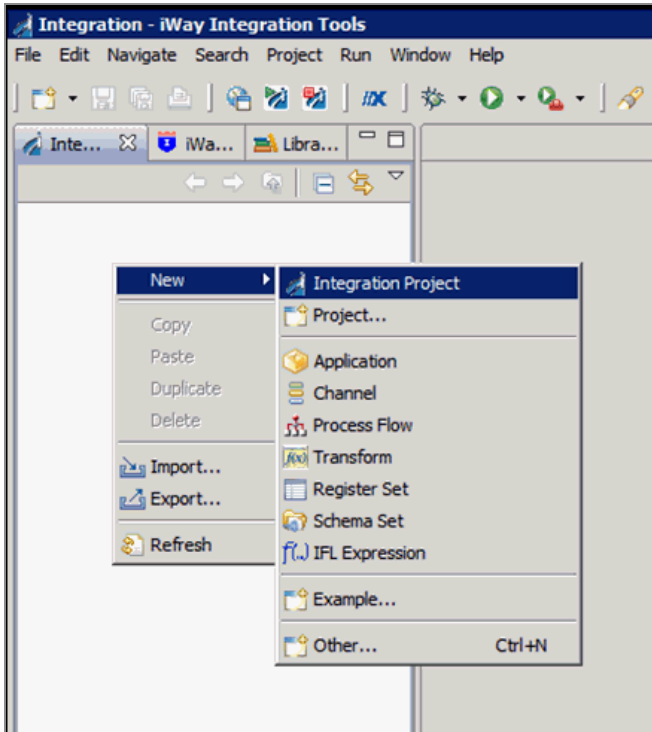 Integration - iWay Integration Tools
File Edit Navigate Search Project Run Window Help
Inte... iWa... Libra...
New
Copy
Paste
Duplicate
Delete
Import...
Export...
Refresh
Integration Project
Project...
Application
Channel
Process Flow
Transform
Register Set
Schema Set
IFL Expression
Example...
Other... Ctrl+N